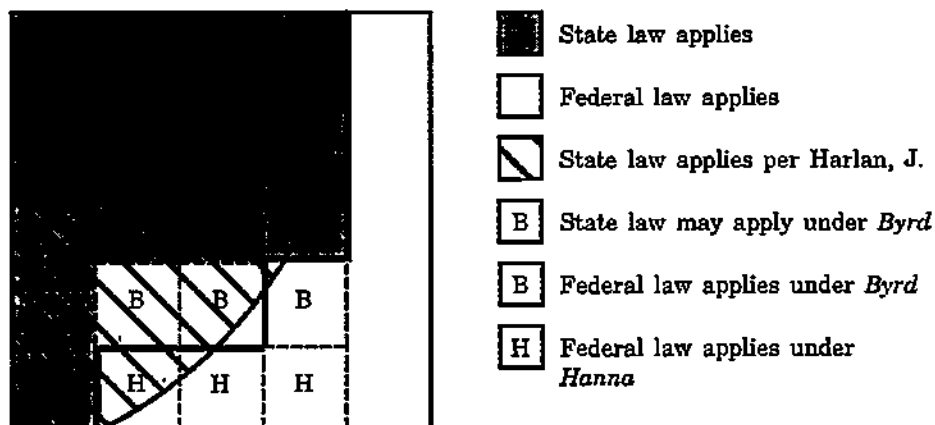 State law applies
Federal law applies
State law applies per Harlan, J.
B State law may apply under Byrd
B B B
B Federal law applies under Byrd
H Federal law applies under
Hanna
H H H